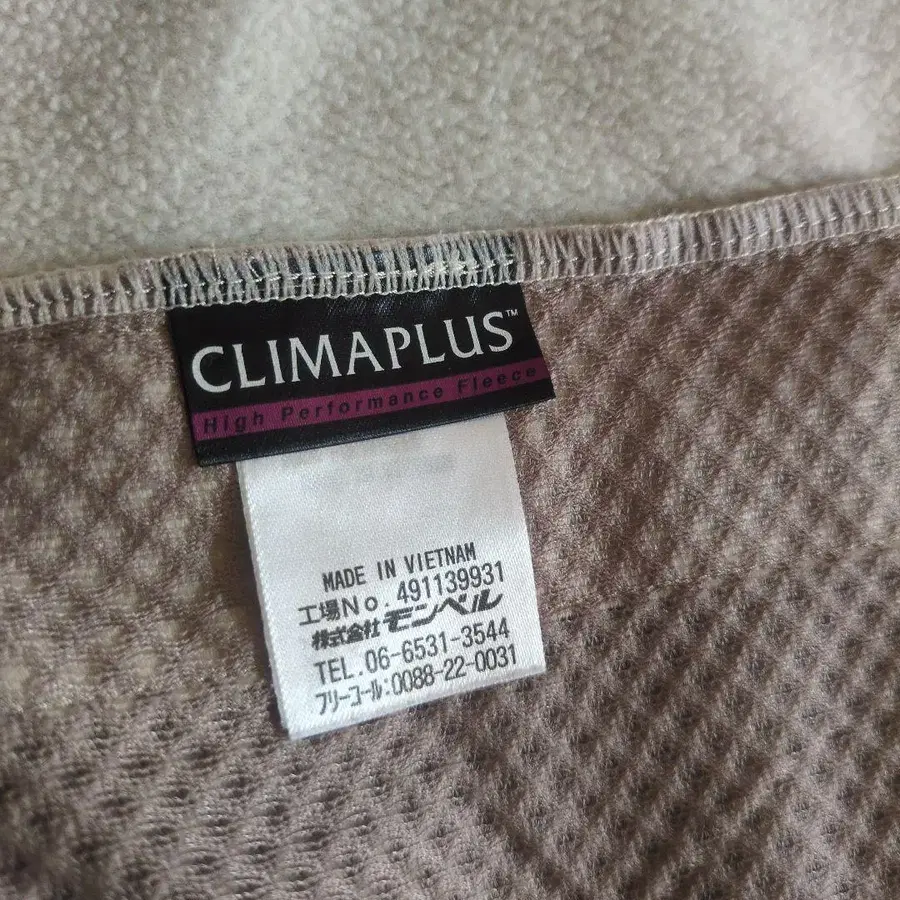 CLIMAPLUS™
High Performance Fleece
MADE IN VIETNAM
工場No.491139931
株式会社モンベル
TEL.06-6531-3544
フリーコール:0088-22-0031